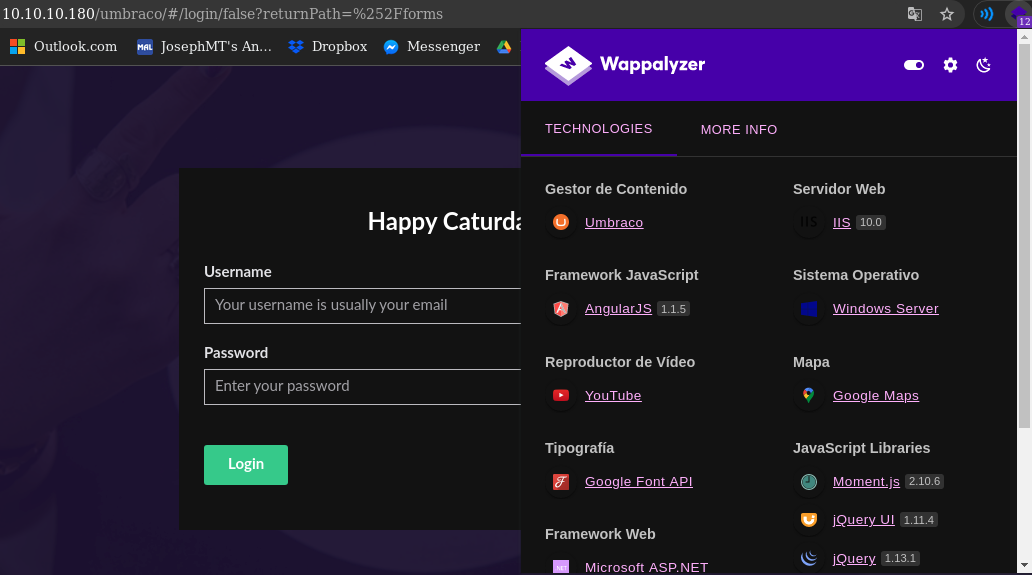 10.10.10.180/umbraco/#/login/false?returnPath=%252Fforms
12
Outlook.com
MAL JosephMT's An...
Dropbox
Messenger
Wappalyzer
TECHNOLOGIES
MORE INFO
Happy Caturda
Username
Your username is usually your email
Password
Enter your password
Login
Gestor de Contenido
Umbraco
Framework JavaScript
AngularJS 1.1.5
Reproductor de Vídeo
YouTube
Tipografía
Google Font API
Framework Web
.NET Microsoft ASP.NET
Servidor Web
IIS IIS 10.0
Sistema Operativo
Windows Server
Mapa
Google Maps
JavaScript Libraries
Moment.js 2.10.6
jQuery UI 1.11.4
jQuery 1.13.1